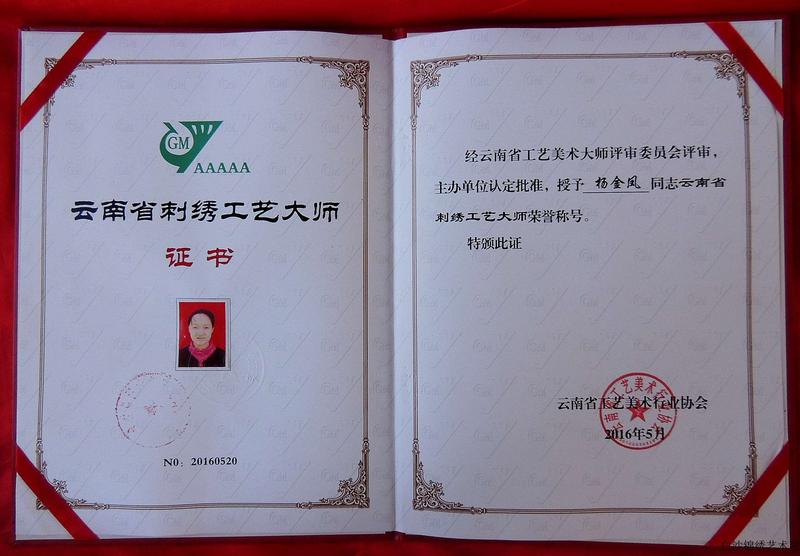 GM
AAAAA
云南省刺绣工艺大师
证书
N0: 20160520
经云南省工艺美术大师评审委员会评审，
主办单位认定批准，授予 杨金凤 同志云南省
刺绣工艺大师荣誉称号。
特颁此证
云南省工艺美术行业协会
2016年5月